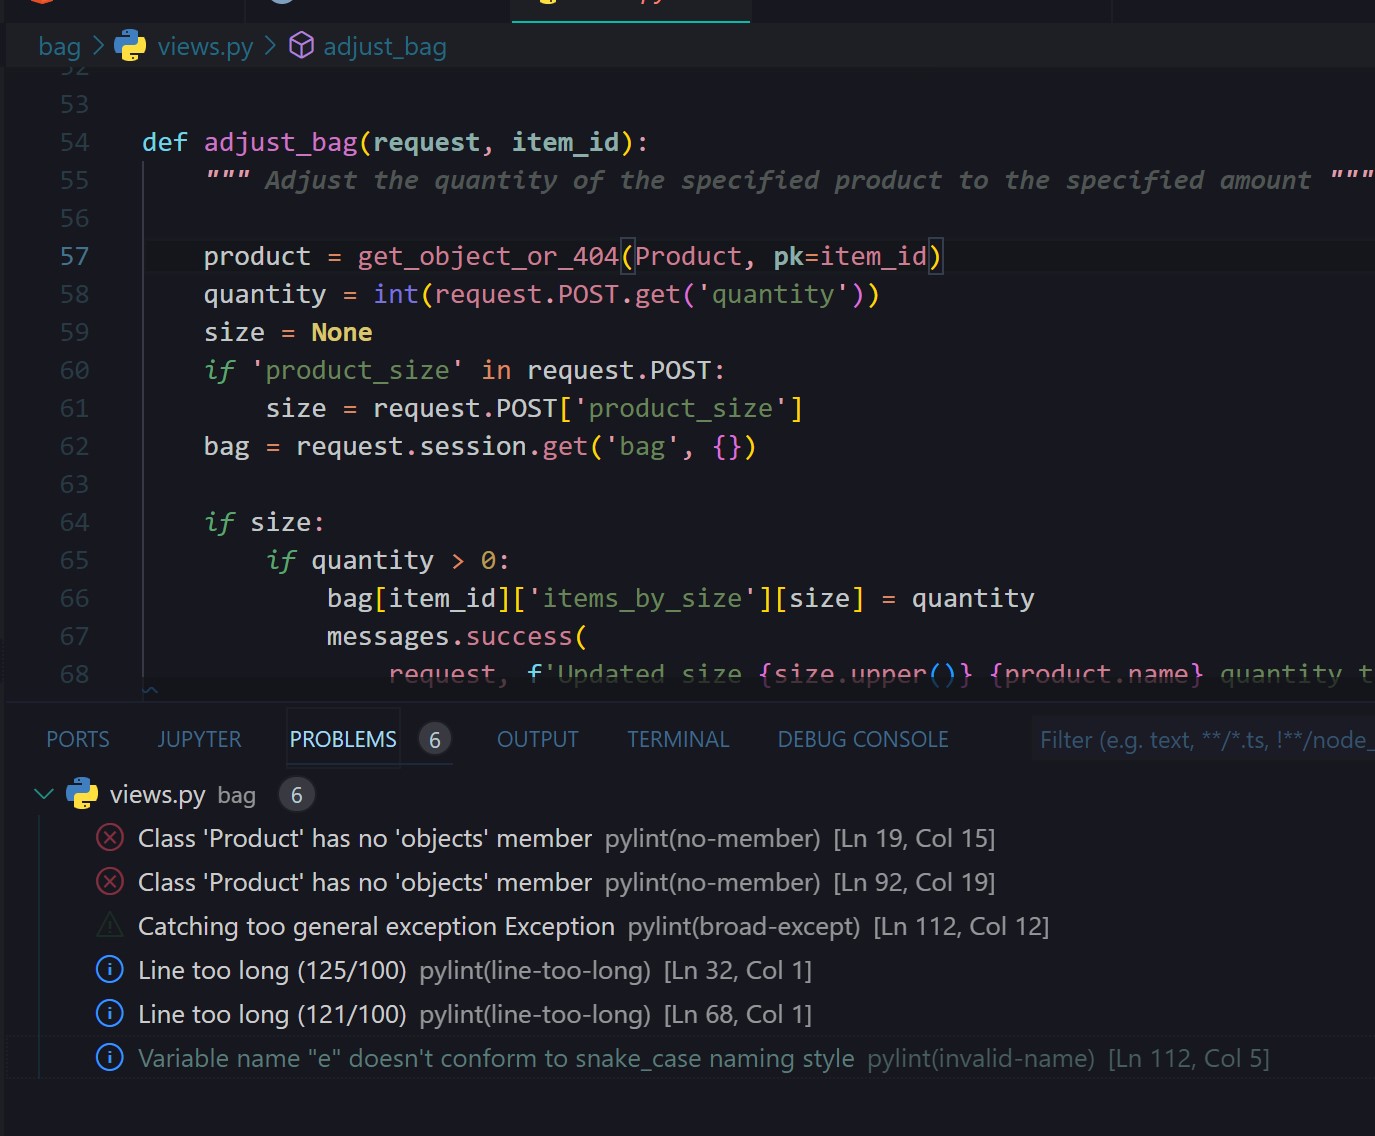 bag > views.py > adjust_bag
52
53
54 def adjust_bag(request, item_id):
55 """ Adjust the quantity of the specified product to the specified amount """
56
57 product = get_object_or_404(Product, pk=item_id)
58 quantity = int(request.POST.get('quantity'))
59 size = None
60 if 'product_size' in request.POST:
61 size = request.POST['product_size']
62 bag = request.session.get('bag', {})
63
64 if size:
65 if quantity > 0:
66 bag[item_id]['items_by_size'][size] = quantity
67 messages.success(
68 request, f'Updated size {size.upper()} {product.name} quantity t
PORTS JUPYTER PROBLEMS 6 OUTPUT TERMINAL DEBUG CONSOLE Filter (e.g. text, **/*.ts, !**/node_
views.py bag 6
Class 'Product' has no 'objects' member pylint(no-member) [Ln 19, Col 15]
Class 'Product' has no 'objects' member pylint(no-member) [Ln 92, Col 19]
Catching too general exception Exception pylint(broad-except) [Ln 112, Col 12]
Line too long (125/100) pylint(line-too-long) [Ln 32, Col 1]
Line too long (121/100) pylint(line-too-long) [Ln 68, Col 1]
Variable name "e" doesn't conform to snake_case naming style pylint(invalid-name) [Ln 112, Col 5]